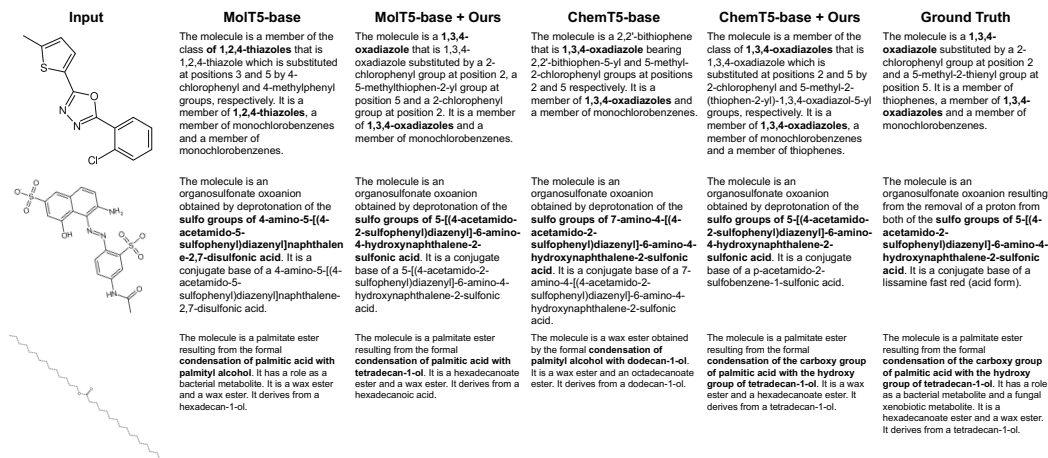 Input
MolT5-base
MolT5-base + Ours
ChemT5-base
ChemT5-base + Ours
Ground Truth
S
O
N
N
Cl
The molecule is a member of the
class of 1,2,4-thiazoles that is
1,2,4-thiazole which is substituted
at positions 3 and 5 by 4-
chlorophenyl and 4-methylphenyl
groups, respectively. It is a
member of 1,2,4-thiazoles, a
member of monochlorobenzenes
and a member of
monochlorobenzenes.
The molecule is a 1,3,4-
oxadiazole that is 1,3,4-
oxadiazole substituted by a 2-
chlorophenyl group at position 2, a
5-methylthiophen-2-yl group at
position 5 and a 2-chlorophenyl
group at position 2. It is a member
of 1,3,4-oxadiazoles and a
member of monochlorobenzenes.
The molecule is a 2,2'-bithiophene
that is 1,3,4-oxadiazole bearing
2,2'-bithiophen-5-yl and 5-methyl-
2-chlorophenyl groups at positions
2 and 5 respectively. It is a
member of 1,3,4-oxadiazoles and
a member of monochlorobenzenes.
The molecule is a member of the
class of 1,3,4-oxadiazoles that is
1,3,4-oxadiazole which is
substituted at positions 2 and 5 by
2-chlorophenyl and 5-methyl-2-
(thiophen-2-yl)-1,3,4-oxadiazol-5-yl
groups, respectively. It is a
member of 1,3,4-oxadiazoles, a
member of monochlorobenzenes
and a member of thiophenes.
The molecule is a 1,3,4-
oxadiazole substituted by a 2-
chlorophenyl group at position 2
and a 5-methyl-2-thienyl group at
position 5. It is a member of
thiophenes, a member of 1,3,4-
oxadiazoles and a member of
monochlorobenzenes.
The molecule is an
organosulfonate oxoanion
obtained by deprotonation of the
sulfo groups of 4-amino-5-[(4-
acetamido-5-
sulfophenyl)diazenyl]naphthalen
e-2,7-disulfonic acid. It is a
conjugate base of a 4-amino-5-[(4-
acetamido-5-
sulfophenyl)diazenyl]naphthalene-
2,7-disulfonic acid.
The molecule is an
organosulfonate oxoanion
obtained by deprotonation of the
sulfo groups of 5-[(4-acetamido-
2-sulfophenyl)diazenyl]-6-amino-
4-hydroxynaphthalene-2-
sulfonic acid. It is a conjugate
base of a 5-[(4-acetamido-2-
sulfophenyl)diazenyl]-6-amino-4-
hydroxynaphthalene-2-sulfonic
acid.
The molecule is an
organosulfonate oxoanion
obtained by deprotonation of the
sulfo groups of 7-amino-4-[(4-
acetamido-2-
sulfophenyl)diazenyl]-6-amino-4-
hydroxynaphthalene-2-sulfonic
acid. It is a conjugate base of a 7-
amino-4-[(4-acetamido-2-
sulfophenyl)diazenyl]-6-amino-4-
hydroxynaphthalene-2-sulfonic
acid.
The molecule is an
organosulfonate oxoanion
obtained by deprotonation of the
sulfo groups of 5-[(4-acetamido-
2-sulfophenyl)diazenyl]-6-amino-
4-hydroxynaphthalene-2-
sulfonic acid. It is a conjugate
base of a p-acetamido-2-
sulfobenzene-1-sulfonic acid.
The molecule is an
organosulfonate oxoanion resulting
from the removal of a proton from
both of the sulfo groups of 5-[(4-
acetamido-2-
sulfophenyl)diazenyl]-6-amino-4-
hydroxynaphthalene-2-sulfonic
acid. It is a conjugate base of a
lissamine fast red (acid form).
The molecule is a palmitate ester
resulting from the formal
condensation of palmitic acid with
palmityl alcohol. It has a role as a
bacterial metabolite. It is a wax ester
and a wax ester. It derives from a
hexadecan-1-ol.
The molecule is a palmitate ester
resulting from the formal
condensation of palmitic acid with
tetradecan-1-ol. It is a hexadecanoate
ester and a wax ester. It derives from a
hexadecanoic acid.
The molecule is a wax ester obtained
by the formal condensation of
palmityl alcohol with dodecan-1-ol.
It is a wax ester and an octadecanoate
ester. It derives from a dodecan-1-ol.
The molecule is a palmitate ester
resulting from the formal
condensation of the carboxy group
of palmitic acid with the hydroxy
group of tetradecan-1-ol. It is a wax
ester and a hexadecanoate ester. It
derives from a tetradecan-1-ol.
The molecule is a palmitate ester
resulting from the formal
condensation of the carboxy group
of palmitic acid with the hydroxy
group of tetradecan-1-ol. It has a role
as a bacterial metabolite and a fungal
xenobiotic metabolite. It is a
hexadecanoate ester and a wax ester.
It derives from a tetradecan-1-ol.